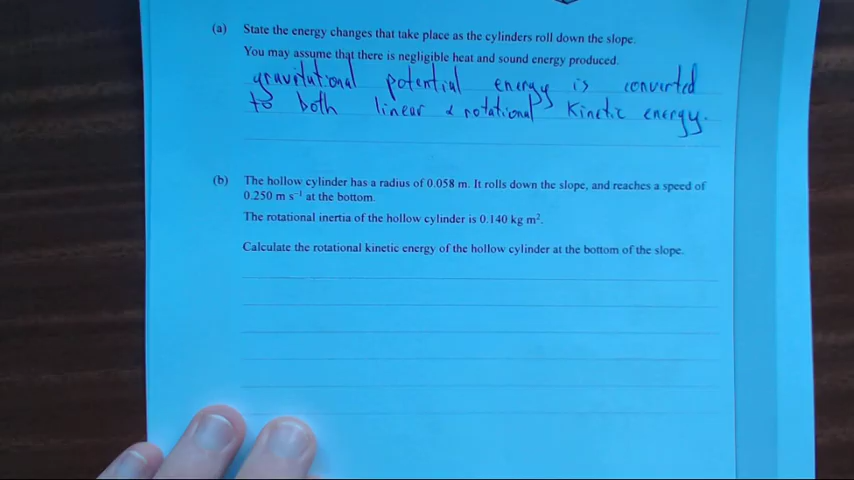 (a) State the energy changes that take place as the cylinders roll down the slope.
You may assume that there is negligible heat and sound energy produced.
gravitational potential energy is converted
to both linear & rotational kinetic energy.
(b) The hollow cylinder has a radius of 0.058 m. It rolls down the slope, and reaches a speed of
0.250 m s⁻¹ at the bottom.
The rotational inertia of the hollow cylinder is 0.140 kg m².
Calculate the rotational kinetic energy of the hollow cylinder at the bottom of the slope.